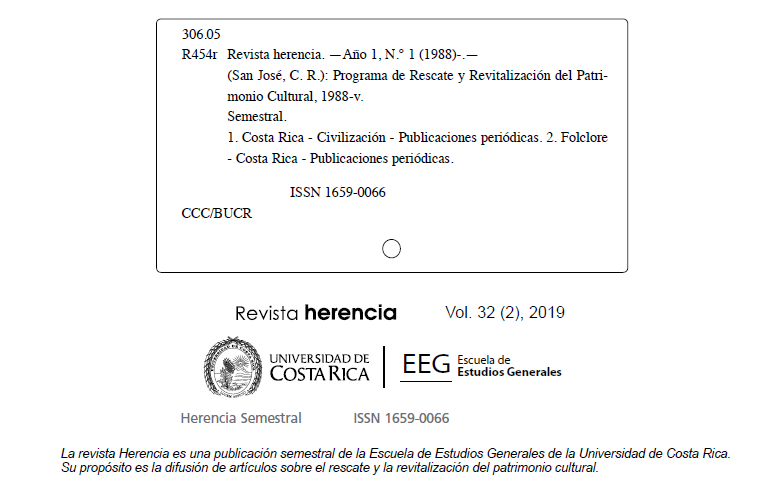 306.05
R454r Revista herencia. —Año 1, N.° 1 (1988)-.—
(San José, C. R.): Programa de Rescate y Revitalización del Patri-
monio Cultural, 1988-v.
Semestral.
1. Costa Rica - Civilización - Publicaciones periódicas. 2. Folclore
- Costa Rica - Publicaciones periódicas.
ISSN 1659-0066
CCC/BUCR
Revista herencia Vol. 32 (2), 2019
UNIVERSIDAD DE
COSTA RICA
EEG Escuela de
Estudios Generales
Herencia Semestral ISSN 1659-0066
La revista Herencia es una publicación semestral de la Escuela de Estudios Generales de la Universidad de Costa Rica.
Su propósito es la difusión de artículos sobre el rescate y la revitalización del patrimonio cultural.